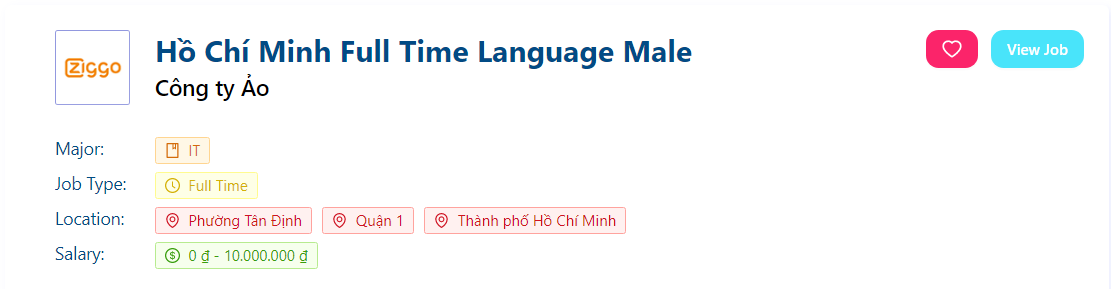 Ziggo
Hồ Chí Minh Full Time Language Male
View Job
Công ty Ảo
Major: IT
Job Type: Full Time
Location: Phường Tân Định Quận 1 Thành phố Hồ Chí Minh
Salary: 0 ₫ - 10.000.000 ₫